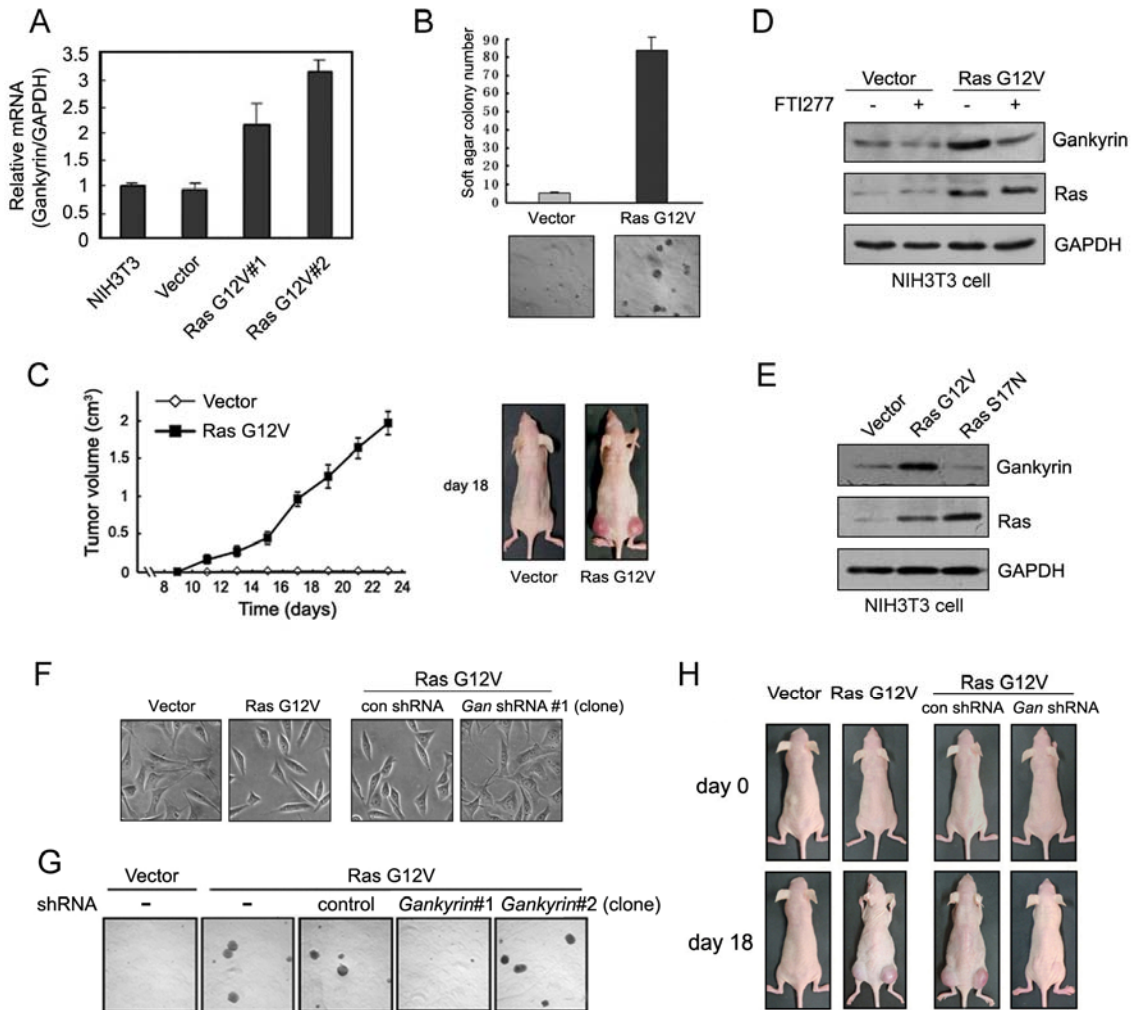 A
Relative mRNA
(Gankyrin/GAPDH)
3.5
3
2.5
2
1.5
1
0.5
0
NIH3T3
Vector
Ras G12V#1
Ras G12V#2
B
Soft agar colony number
90
80
70
60
50
40
30
20
10
0
Vector
Ras G12V
D
Vector
Ras G12V
FTI277
-
+
-
+
Gankyrin
Ras
GAPDH
NIH3T3 cell
C
Tumor volume (cm³)
Vector
Ras G12V
2
1.5
1
0.5
0
8 10 12 14 16 18 20 22 24
Time (days)
day 18
Vector
Ras G12V
E
Vector
Ras G12V
Ras S17N
Gankyrin
Ras
GAPDH
NIH3T3 cell
F
Ras G12V
Vector
Ras G12V
con shRNA
Gan shRNA #1 (clone)
G
Vector
Ras G12V
shRNA
-
-
control
Gankyrin#1
Gankyrin#2 (clone)
H
Ras G12V
Vector
Ras G12V
con shRNA
Gan shRNA
day 0
day 18